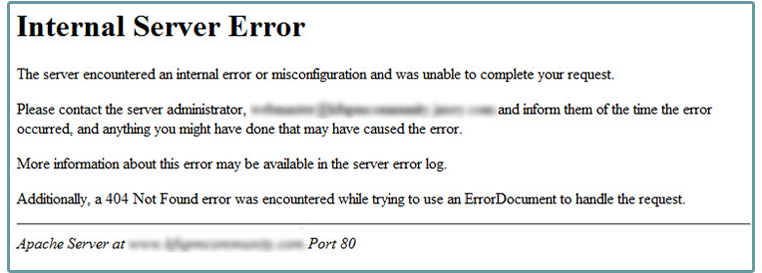 Internal Server Error
The server encountered an internal error or misconfiguration and was unable to complete your request.
Please contact the server administrator, and inform them of the time the error
occurred, and anything you might have done that may have caused the error.
More information about this error may be available in the server error log.
Additionally, a 404 Not Found error was encountered while trying to use an ErrorDocument to handle the request.
Apache Server at Port 80